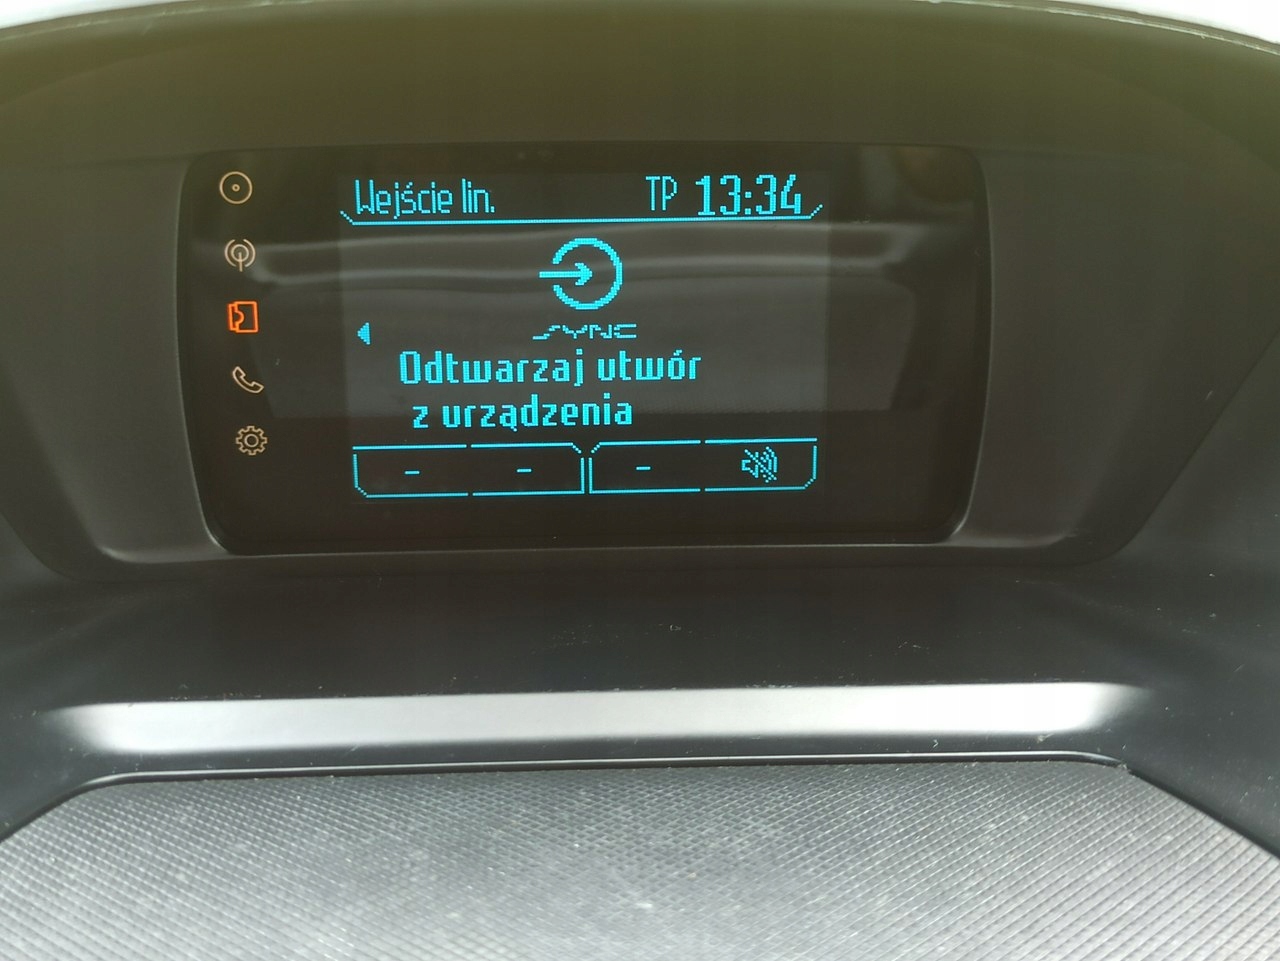 Wejście lin. TP 13:34
SYNC
Odtwarzaj utwór
z urządzenia
- - -